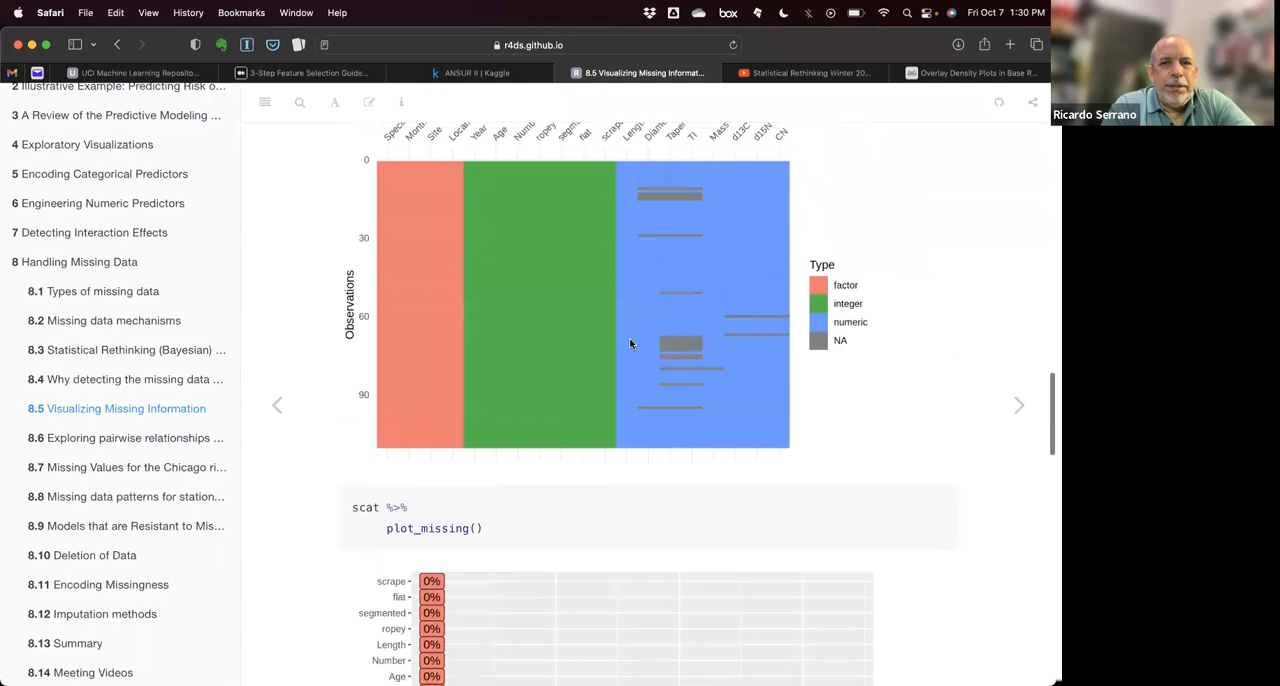 Safari File Edit View History Bookmarks Window Help
box
Fri Oct 7 1:30 PM
r4ds.github.io
UCI Machine Learning Reposito...
3-Step Feature Selection Guide...
ANSUR II | Kaggle
8.5 Visualizing Missing Informat...
Statistical Rethinking Winter 20...
Overlay Density Plots in Base R...
Ricardo Serrano
2 Illustrative Example: Predicting Risk o...
3 A Review of the Predictive Modeling ...
4 Exploratory Visualizations
5 Encoding Categorical Predictors
6 Engineering Numeric Predictors
7 Detecting Interaction Effects
8 Handling Missing Data
8.1 Types of missing data
8.2 Missing data mechanisms
8.3 Statistical Rethinking (Bayesian) ...
8.4 Why detecting the missing data ...
8.5 Visualizing Missing Information
8.6 Exploring pairwise relationships ...
8.7 Missing Values for the Chicago ri...
8.8 Missing data patterns for station...
8.9 Models that are Resistant to Mis...
8.10 Deletion of Data
8.11 Encoding Missingness
8.12 Imputation methods
8.13 Summary
8.14 Meeting Videos
Month
Site
Year
Age
ropey
flat
Taper
TI
Mass
d13C
d15N
CN
0
30
60
90
Observations
Type
factor
integer
numeric
NA
scat %>%
plot_missing()
scrape 0%
flat 0%
segmented 0%
ropey 0%
Length 0%
Number 0%
Age 0%